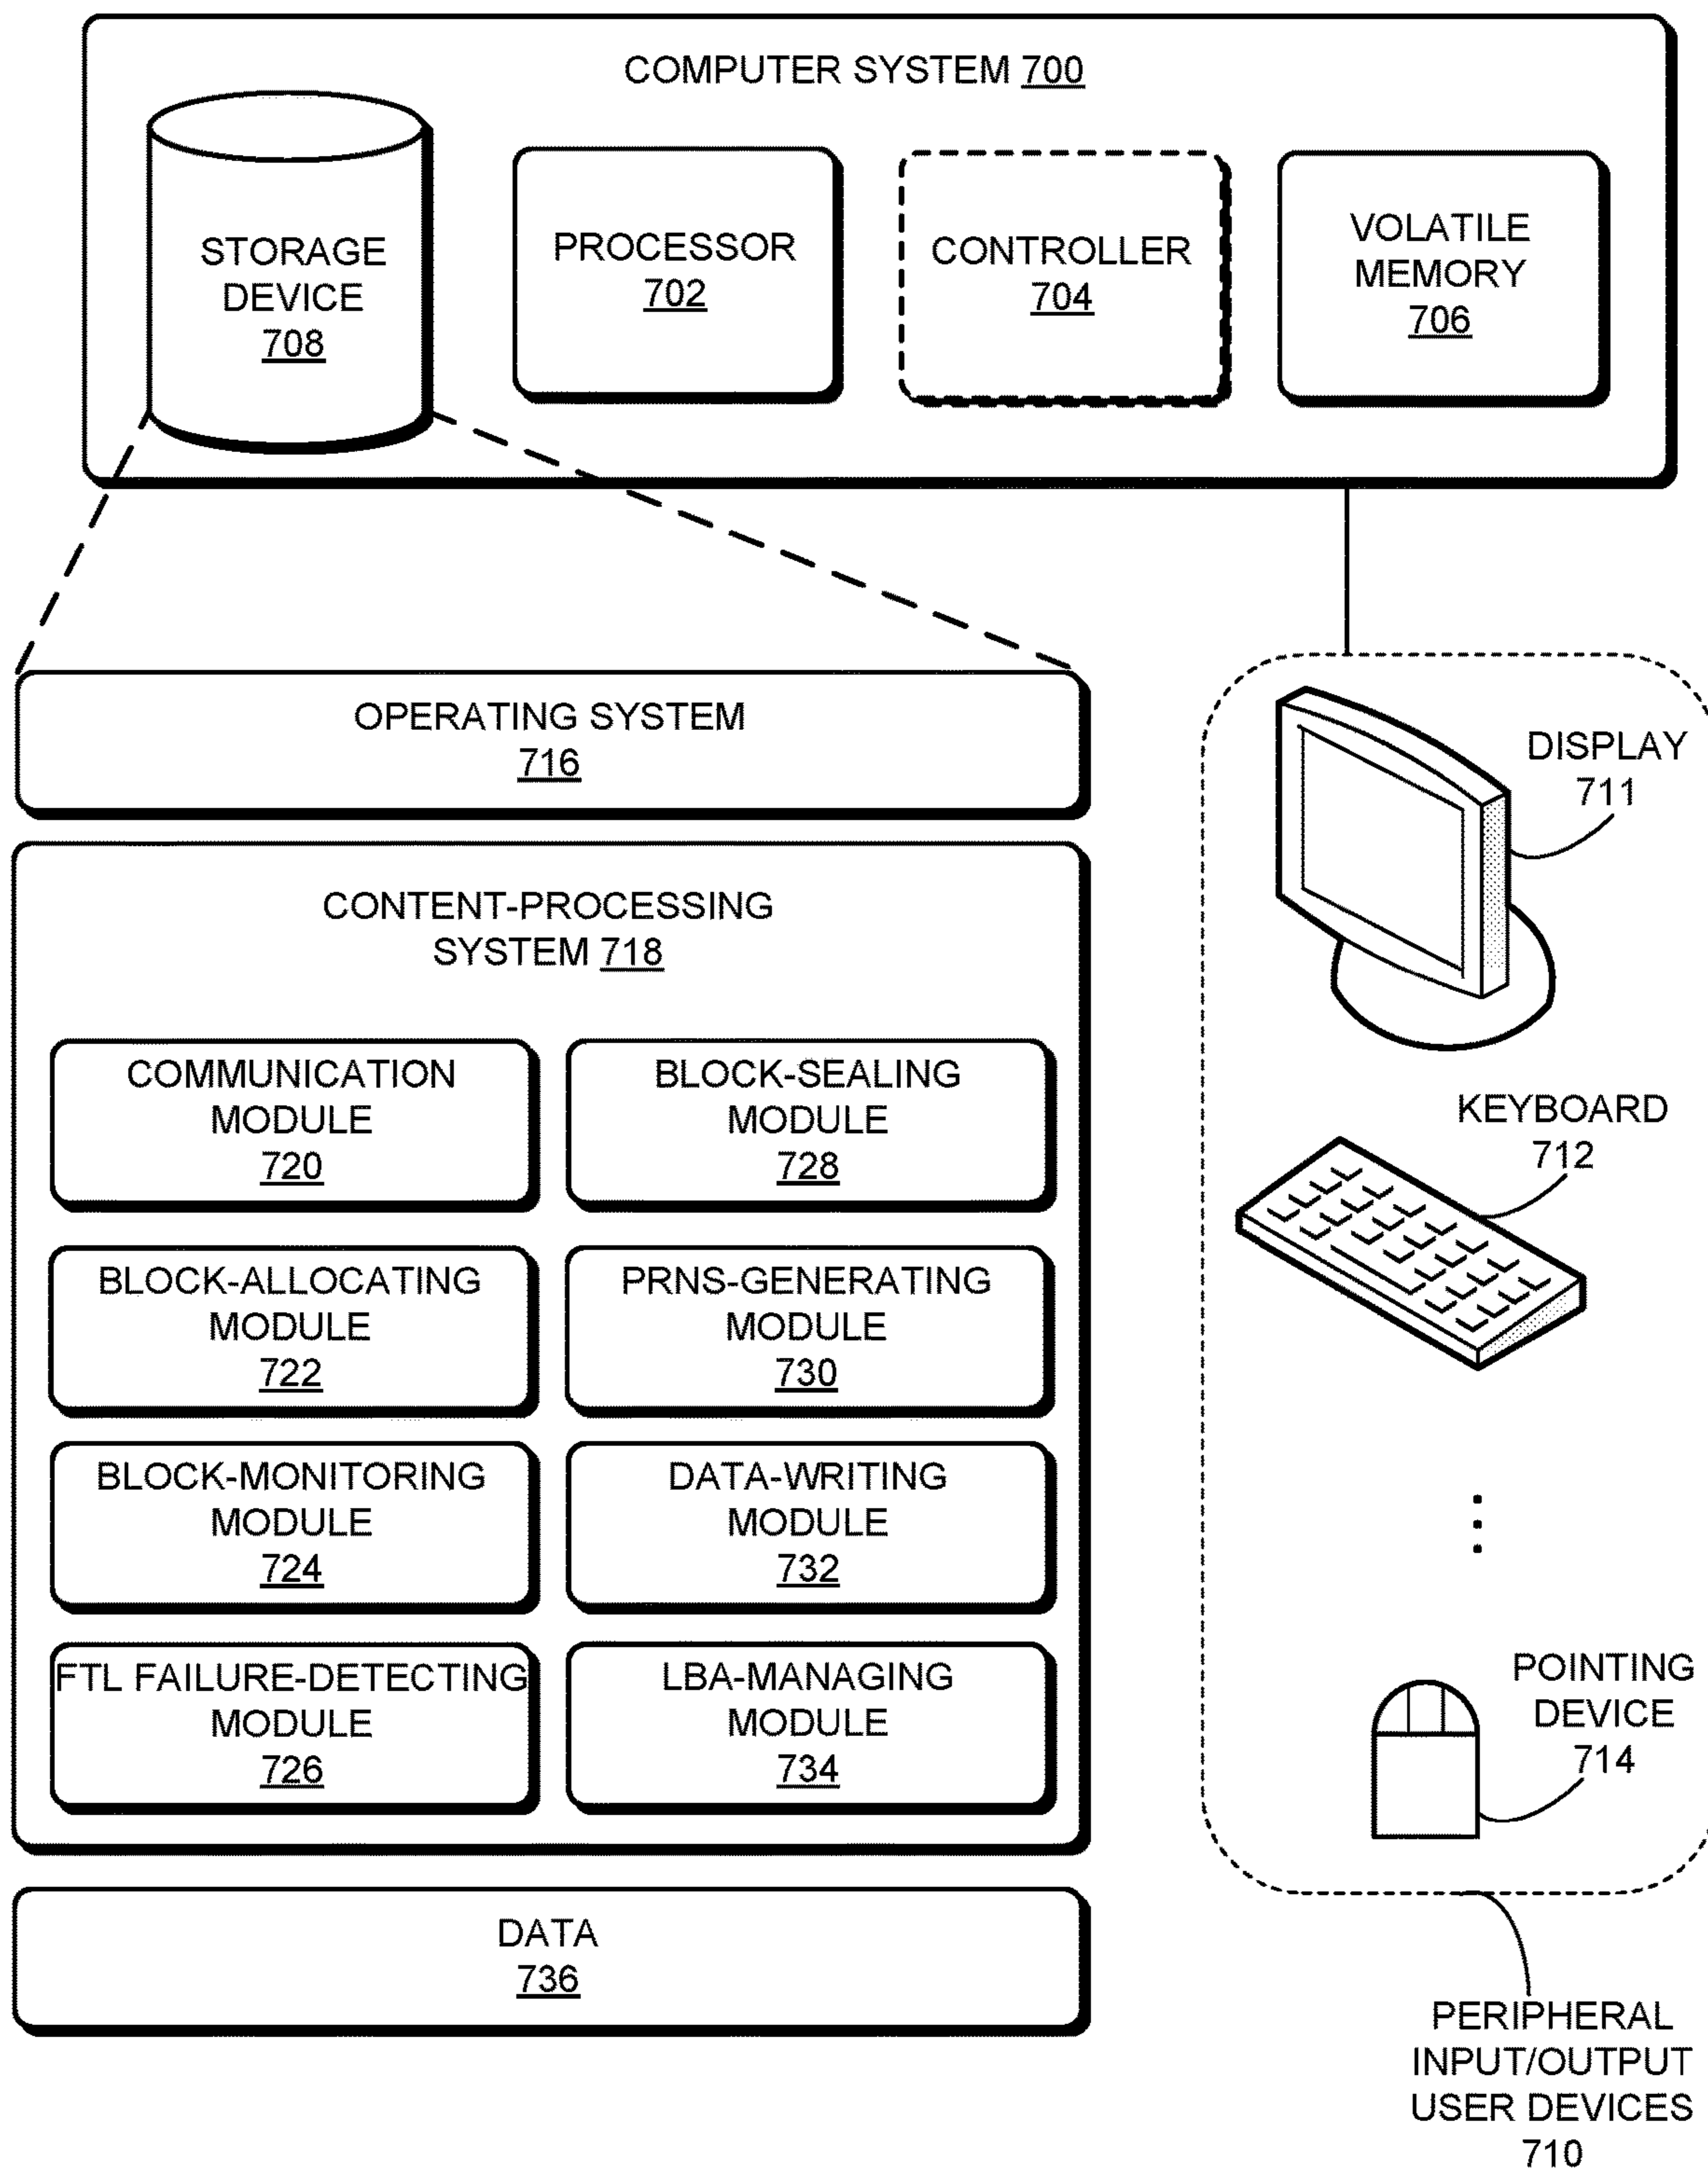 COMPUTER SYSTEM 700
STORAGE
DEVICE
708
PROCESSOR
702
CONTROLLER
704
VOLATILE
MEMORY
706
OPERATING SYSTEM
716
CONTENT-PROCESSING
SYSTEM 718
COMMUNICATION
MODULE
720
BLOCK-SEALING
MODULE
728
BLOCK-ALLOCATING
MODULE
722
PRNS-GENERATING
MODULE
730
BLOCK-MONITORING
MODULE
724
DATA-WRITING
MODULE
732
FTL FAILURE-DETECTING
MODULE
726
LBA-MANAGING
MODULE
734
DATA
736
DISPLAY
711
KEYBOARD
712
POINTING
DEVICE
714
PERIPHERAL
INPUT/OUTPUT
USER DEVICES
710